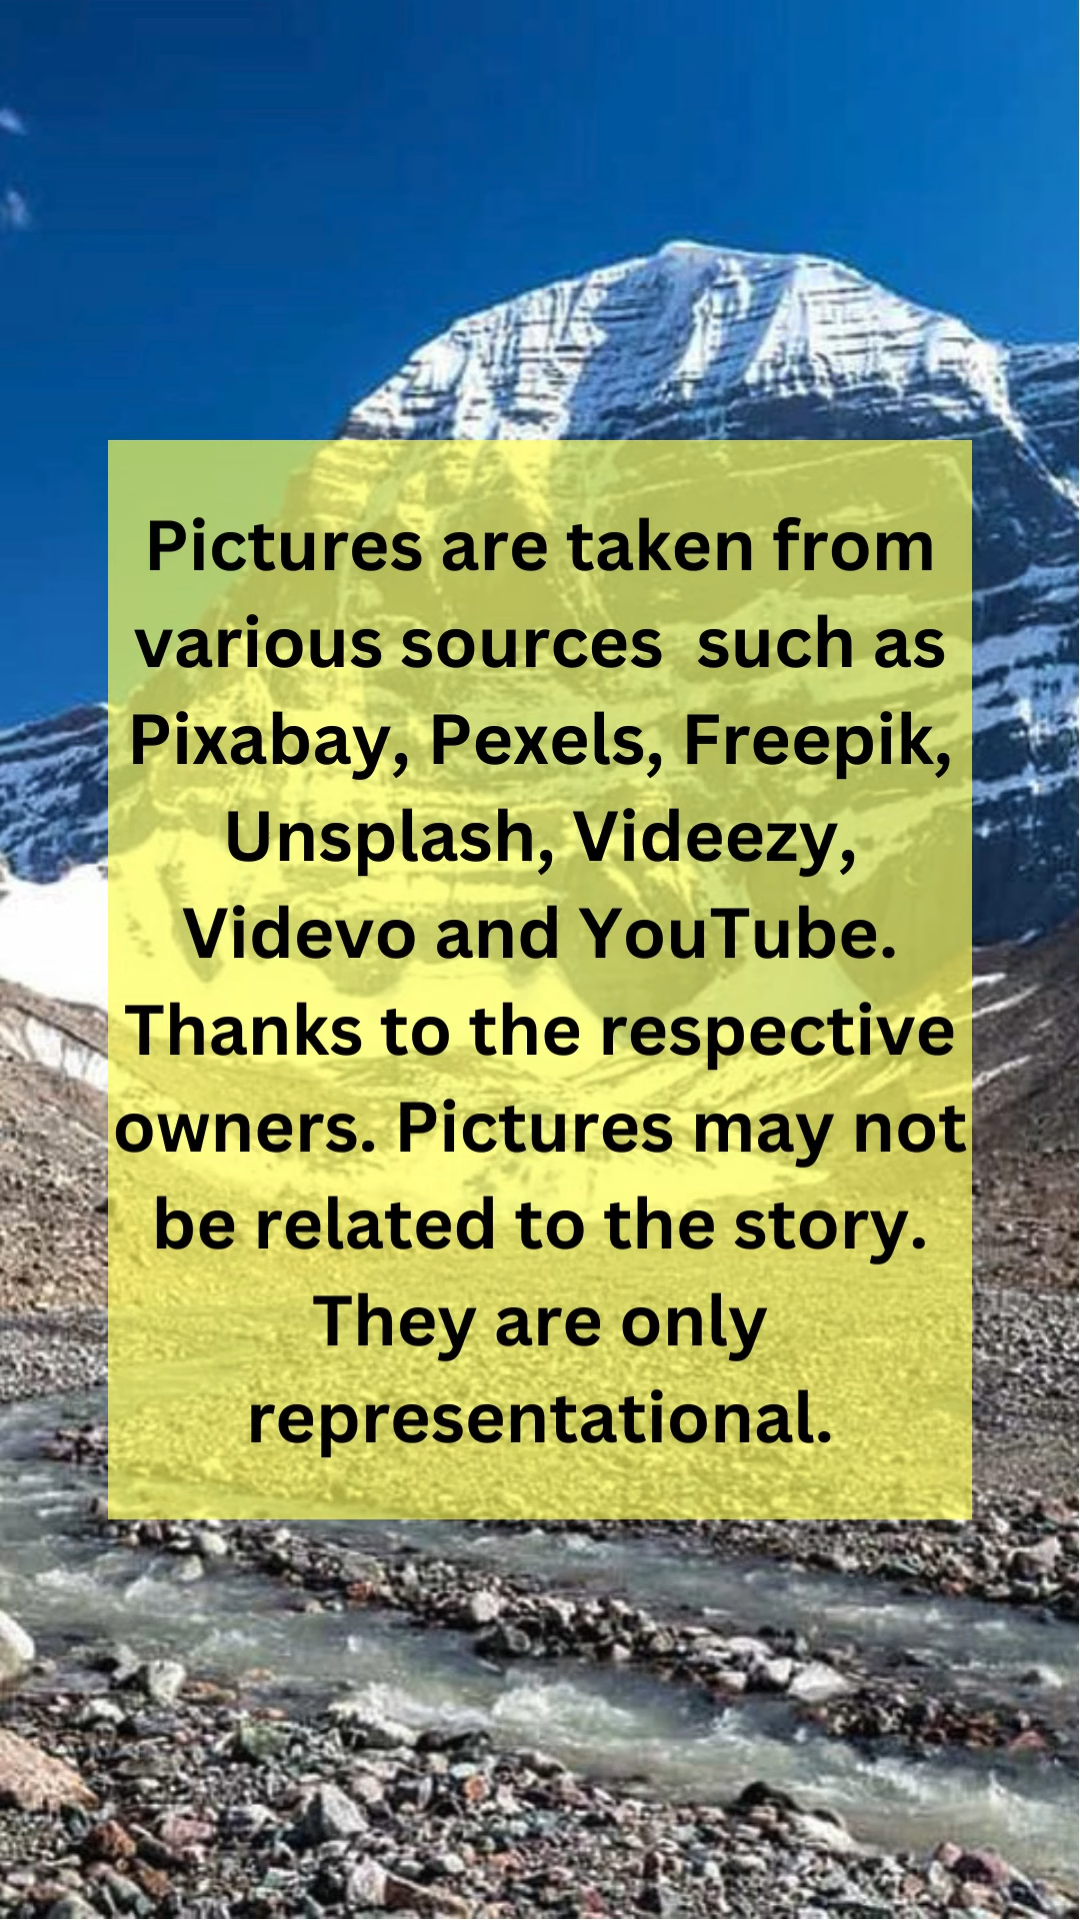 Pictures are taken from
various sources  such as
Pixabay, Pexels, Freepik,
Unsplash, Videezy,
Videvo and YouTube.
Thanks to the respective
owners. Pictures may not
be related to the story.
They are only
representational.